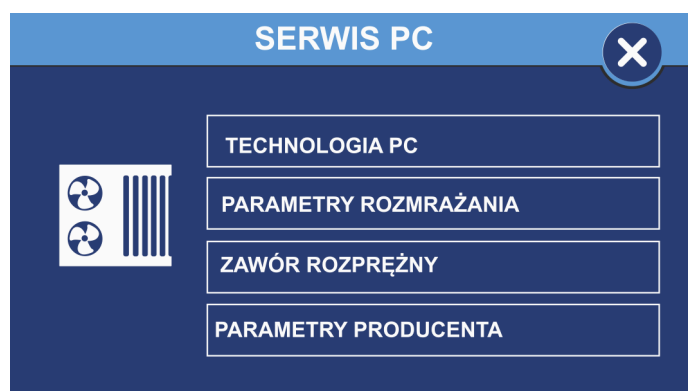 SERWIS PC
TECHNOLOGIA PC
PARAMETRY ROZMRAŻANIA
ZAWÓR ROZPRĘŻNY
PARAMETRY PRODUCENTA